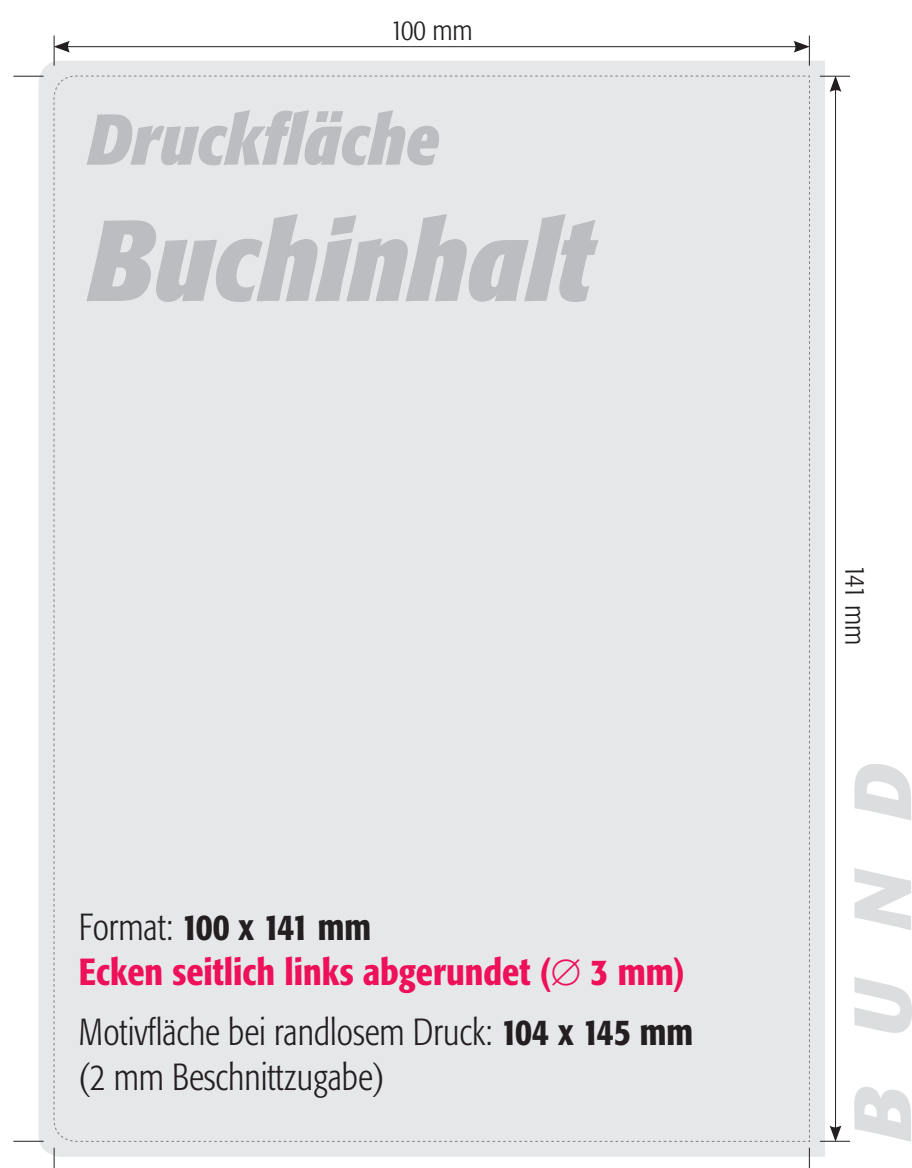 100 mm
Druckfläche
Buchinhalt
141 mm
Format: 100 x 141 mm
Ecken seitlich links abgerundet (∅ 3 mm)
Motivfläche bei randlosem Druck: 104 x 145 mm
(2 mm Beschnittzugabe)
BUND